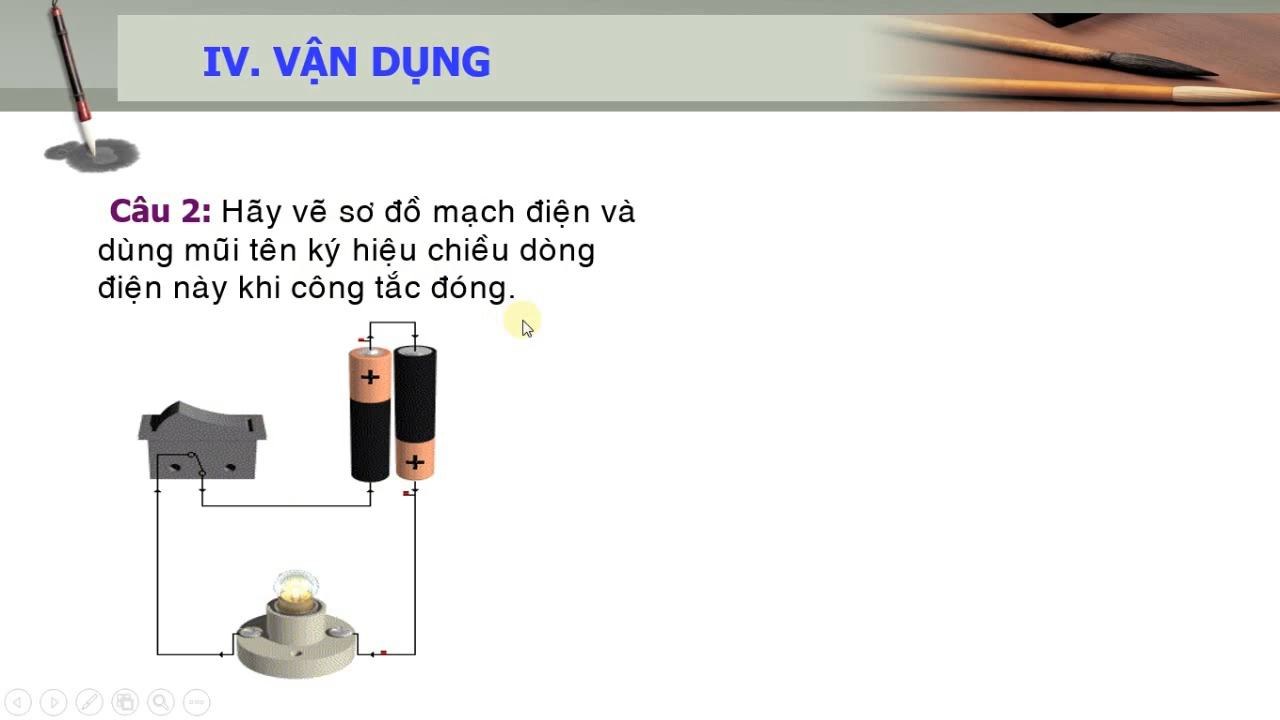 IV. VẬN DỤNG
Câu 2: Hãy vẽ sơ đồ mạch điện và
dùng mũi tên ký hiệu chiều dòng
điện này khi công tắc đóng.
+
+